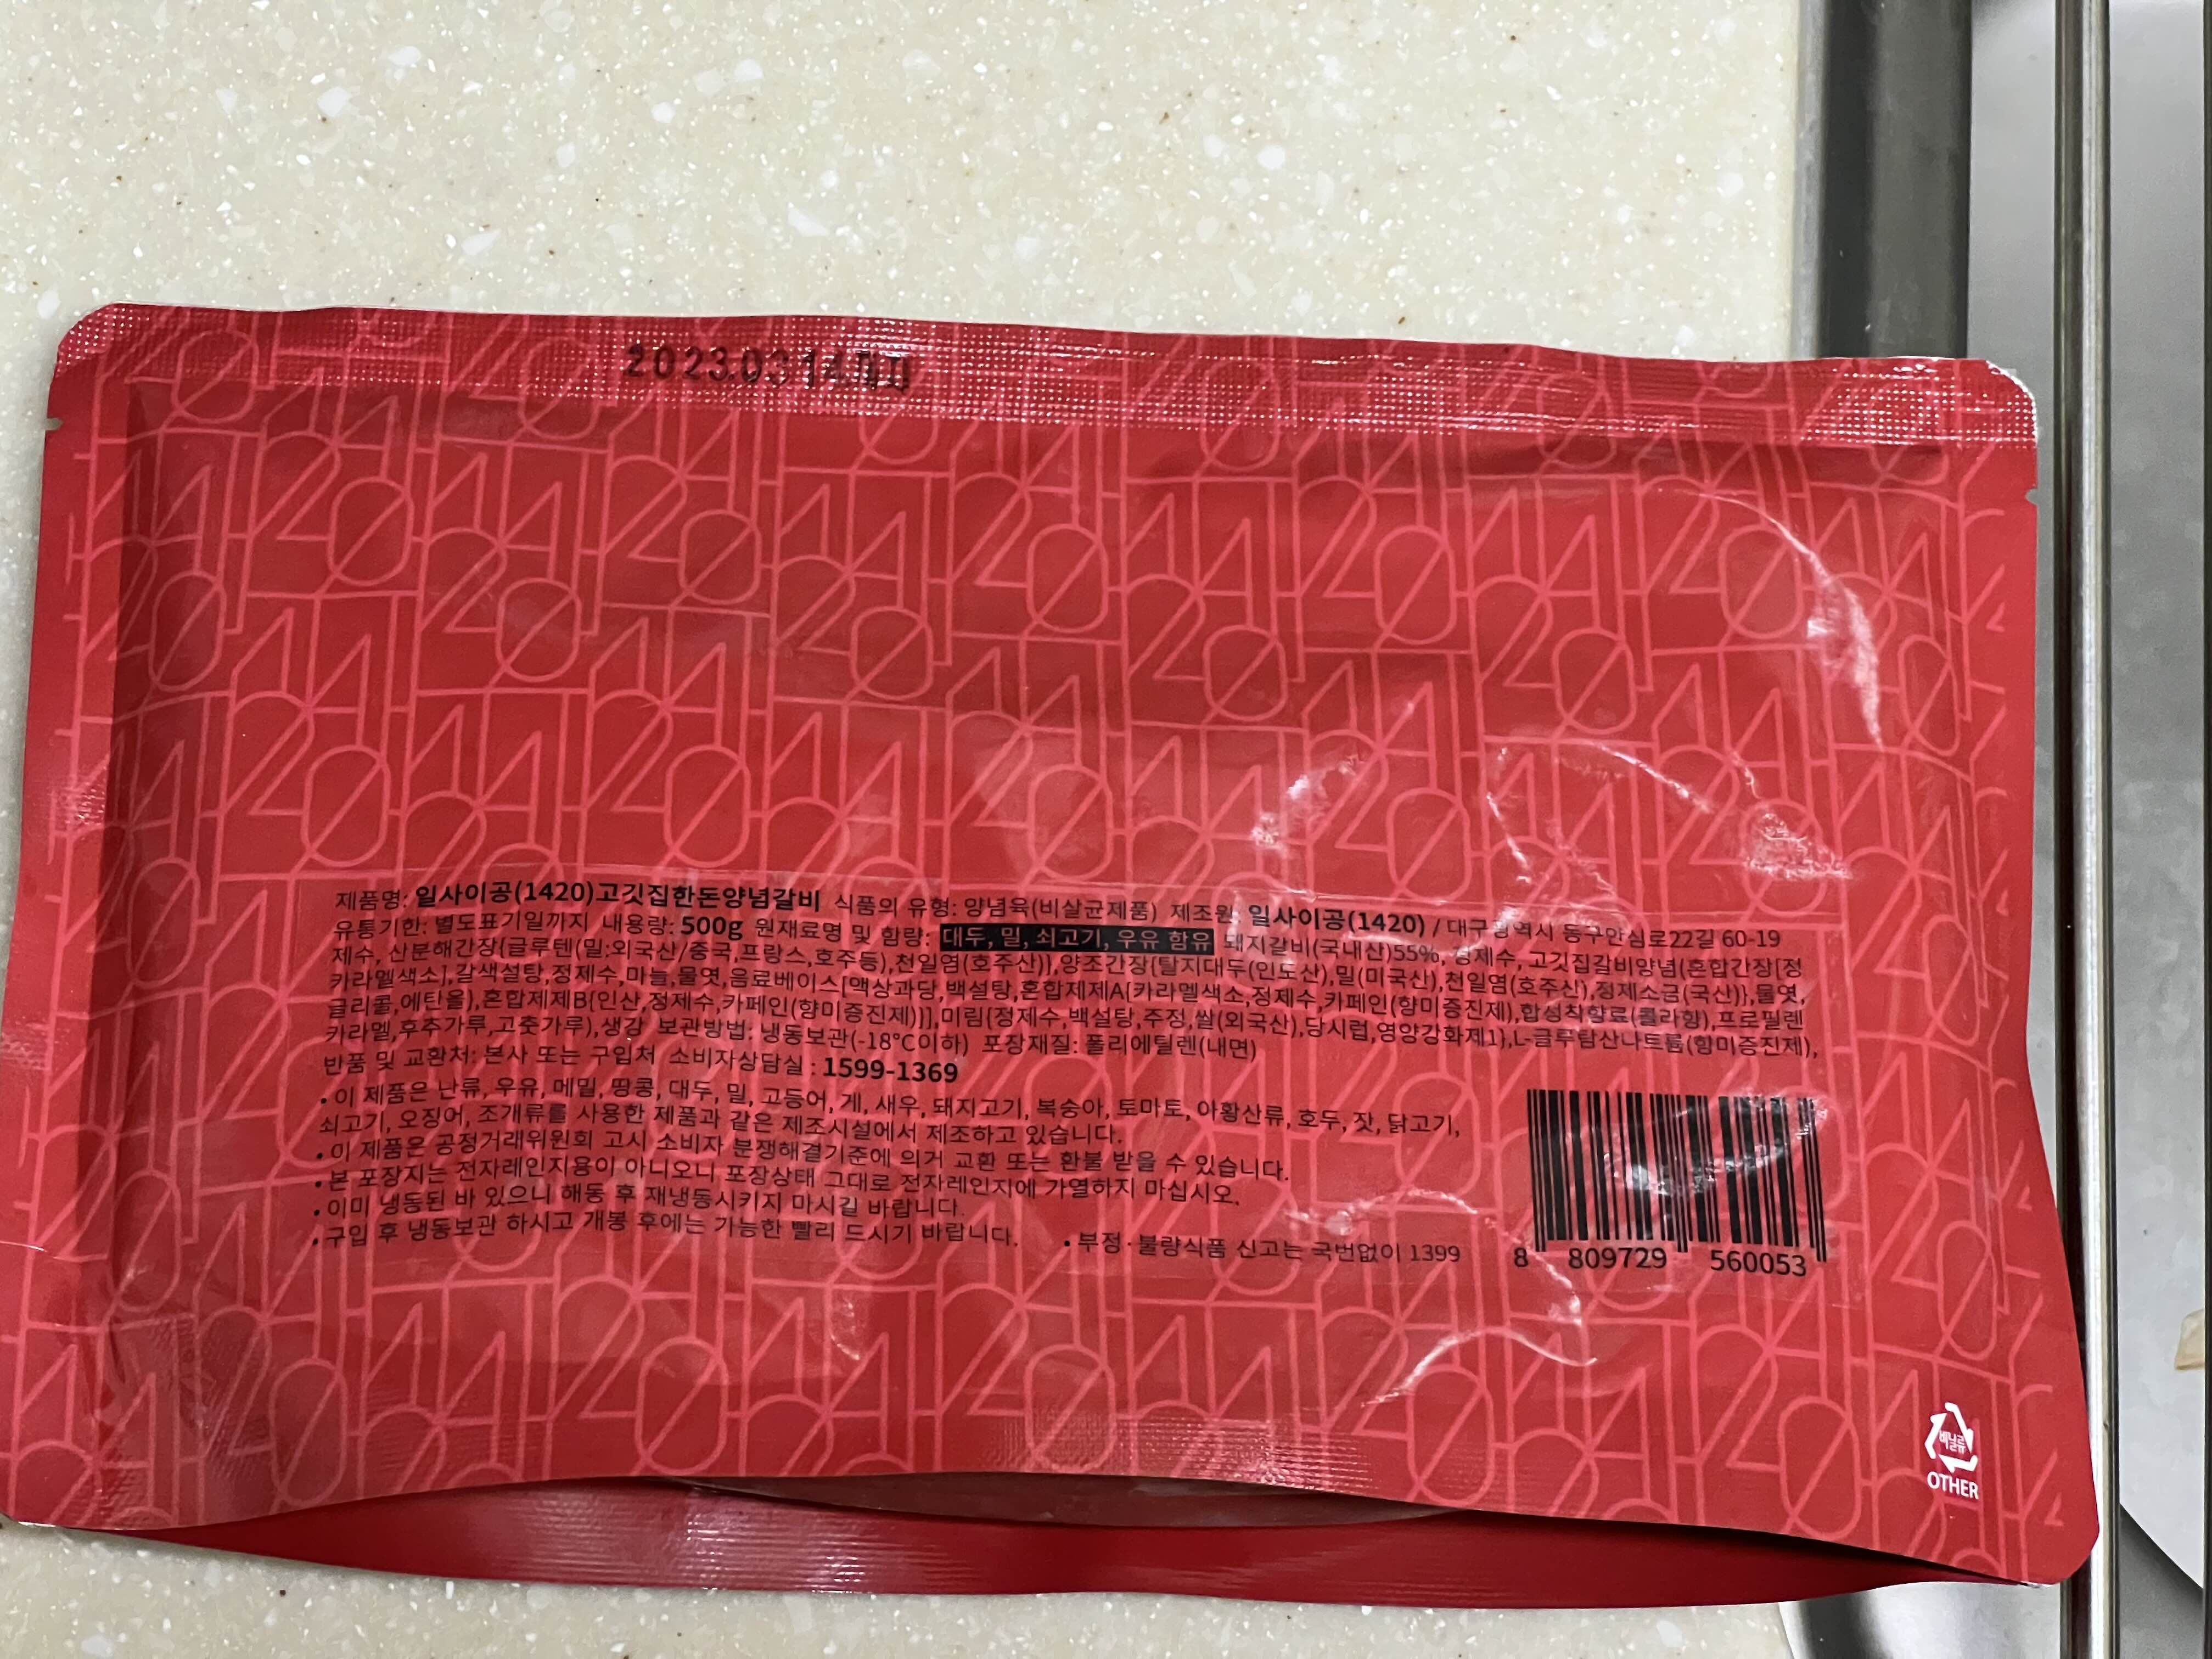 2023.03.14.까지
제품명: 일사이공(1420)고깃집한돈양념갈비 식품의 유형: 양념육(비살균제품) 제조원: 일사이공(1420) / 대구광역시 동구안심로22길 60-19
유통기한: 별도표기일까지 내용량: 500g 원재료명 및 함량: 대두, 밀, 쇠고기, 우유 함유 돼지갈비(국내산)55%, 정제수, 고깃집갈비양념{혼합간장[정
제수, 산분해간장{글루텐(밀:외국산/중국,프랑스,호주등),천일염(호주산)},양조간장{탈지대두(인도산),밀(미국산),천일염(호주산),정제소금(국산)},물엿,
카라멜색소],갈색설탕,정제수,마늘,물엿,음료베이스[액상과당,백설탕,혼합제제A{카라멜색소,정제수,카페인(향미증진제),합성착향료(콜라향),프로필렌
글리콜,에탄올},혼합제제B{인산,정제수,카페인(향미증진제)}],미림{정제수,백설탕,주정,쌀(외국산),당시럽,영양강화제1},L-글루탐산나트륨(향미증진제),
카라멜,후추가루,고춧가루},생강 보관방법: 냉동보관(-18℃이하) 포장재질: 폴리에틸렌(내면)
반품 및 교환처: 본사 또는 구입처 소비자상담실 : 1599-1369
• 이 제품은 난류, 우유, 메밀, 땅콩, 대두, 밀, 고등어, 게, 새우, 돼지고기, 복숭아, 토마토, 아황산류, 호두, 잣, 닭고기,
쇠고기, 오징어, 조개류를 사용한 제품과 같은 제조시설에서 제조하고 있습니다.
• 이 제품은 공정거래위원회 고시 소비자 분쟁해결기준에 의거 교환 또는 환불 받을 수 있습니다.
• 본 포장지는 전자레인지용이 아니오니 포장상태 그대로 전자레인지에 가열하지 마십시오.
• 이미 냉동된 바 있으니 해동 후 재냉동시키지 마시길 바랍니다.
• 구입 후 냉동보관 하시고 개봉 후에는 가능한 빨리 드시기 바랍니다. • 부정·불량식품 신고는 국번없이 1399
8 809729 560053
비닐류
OTHER